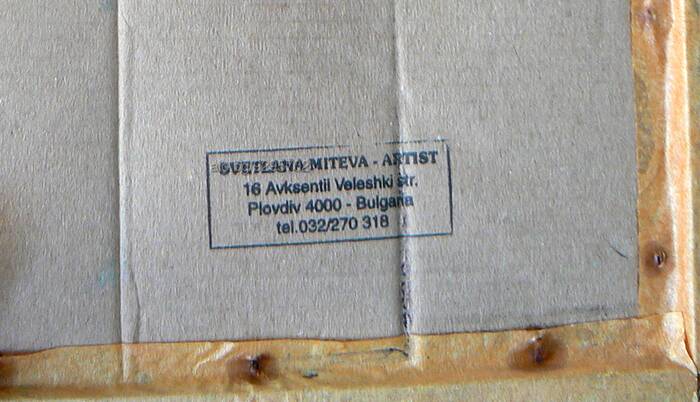 SVETLANA MITEVA - ARTIST
16 Avksentii Veleshki str.
Plovdiv 4000 - Bulgaria
tel.032/270 318